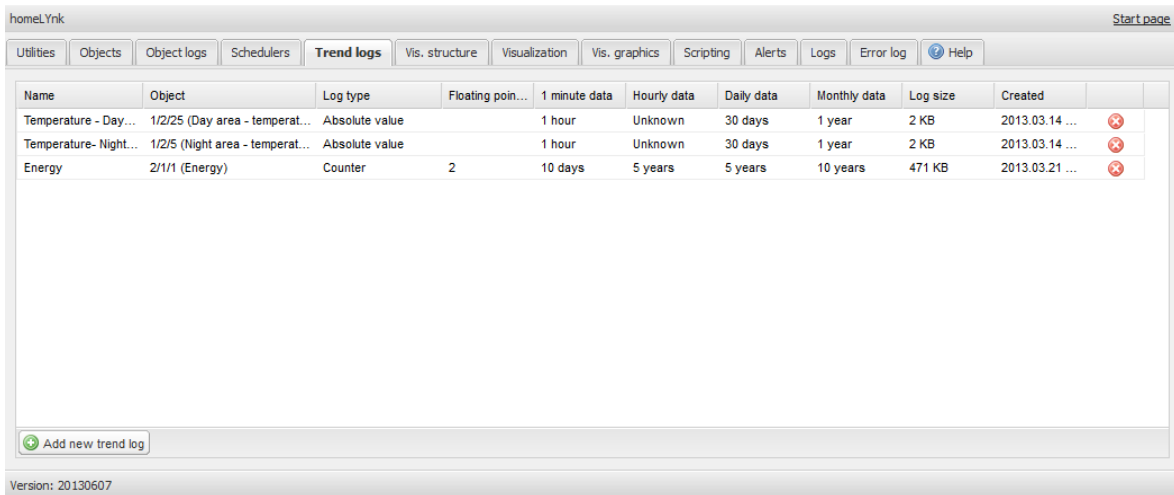 homeLYnk Start page
Utilities Objects Object logs Schedulers Trend logs Vis. structure Visualization Vis. graphics Scripting Alerts Logs Error log Help
Name Object Log type Floating poin... 1 minute data Hourly data Daily data Monthly data Log size Created
Temperature - Day... 1/2/25 (Day area - temperat... Absolute value 1 hour Unknown 30 days 1 year 2 KB 2013.03.14 ...
Temperature- Night... 1/2/5 (Night area - temperat... Absolute value 1 hour Unknown 30 days 1 year 2 KB 2013.03.14 ...
Energy 2/1/1 (Energy) Counter 2 10 days 5 years 5 years 10 years 471 KB 2013.03.21 ...
Add new trend log
Version: 20130607